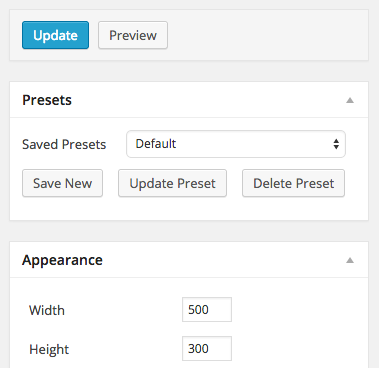 Update Preview
Presets
Saved Presets Default
Save New Update Preset Delete Preset
Appearance
Width 500
Height 300